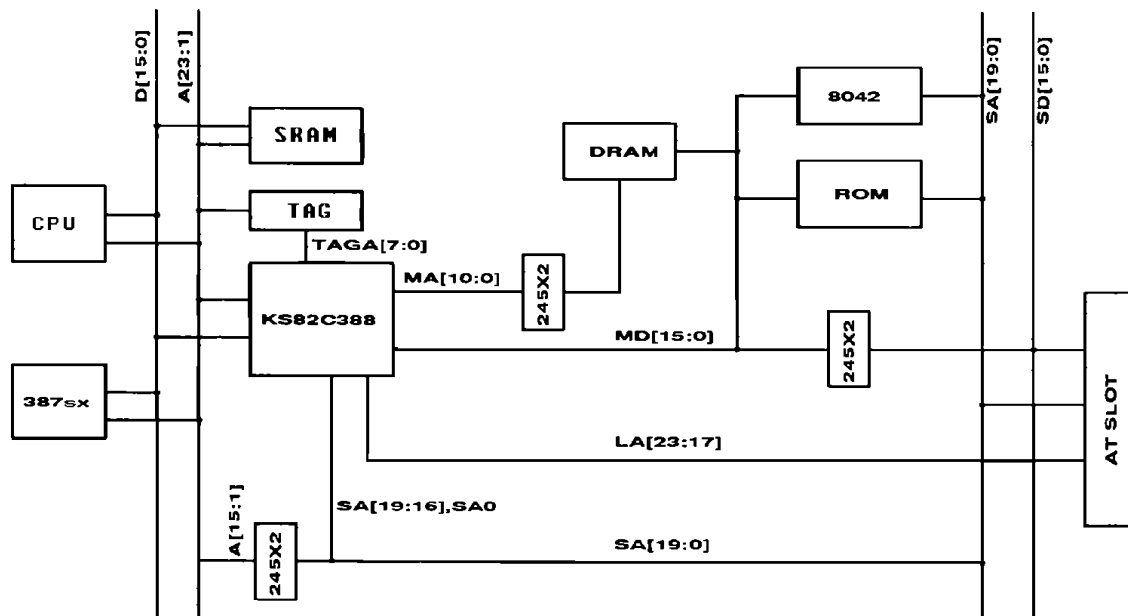 D[15:0]
A[23:1]
SA[19:0]
SD[15:0]
8042
SRAM
DRAM
ROM
TAG
CPU
TAGA[7:0]
MA[10:0]
245X2
KS82C388
MD[15:0]
245X2
387sx
AT SLOT
LA[23:17]
SA[19:16],SA0
A[15:1]
245X2
SA[19:0]